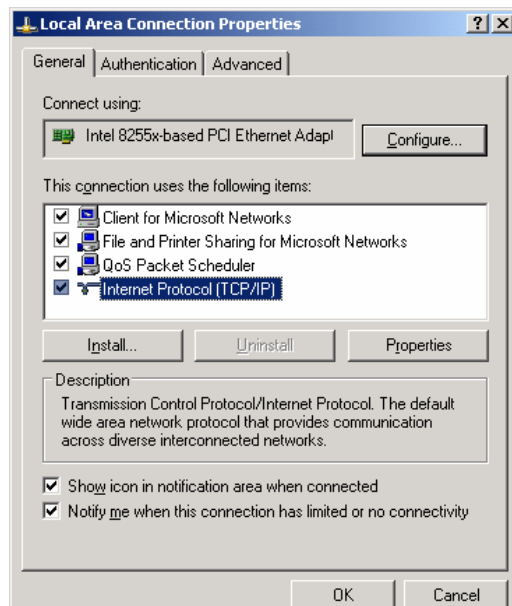 Local Area Connection Properties
General Authentication Advanced
Connect using:
Intel 8255x-based PCI Ethernet Adapt
Configure...
This connection uses the following items:
Client for Microsoft Networks
File and Printer Sharing for Microsoft Networks
QoS Packet Scheduler
Internet Protocol (TCP/IP)
Install... Uninstall Properties
Description
Transmission Control Protocol/Internet Protocol. The default
wide area network protocol that provides communication
across diverse interconnected networks.
Show icon in notification area when connected
Notify me when this connection has limited or no connectivity
OK Cancel